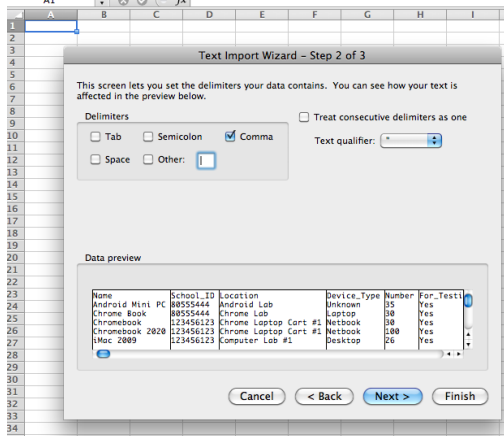 A1 fx
A B C D E F G H I
1
2
3
Text Import Wizard – Step 2 of 3
4
5
This screen lets you set the delimiters your data contains. You can see how your text is
6
affected in the preview below.
7
8
Delimiters
Treat consecutive delimiters as one
9
10
Tab Semicolon Comma
Text qualifier: "
11
12
Space Other:
13
14
15
16
17
18
19
20
Data preview
21
22
23
Name School_ID Location Device_Type Number For_Testi
24
Android Mini PC 80555444 Android Lab Unknown 35 Yes
Chrome Book 80555444 Chrome Lab Laptop 30 Yes
25
Chromebook 123456123 Chrome Laptop Cart #1 Netbook 30 Yes
26
Chromebook 2020 123456123 Chrome Laptop Cart #1 Netbook 100 Yes
27
iMac 2009 123456123 Computer Lab #1 Desktop 26 Yes
28
29
30
31
Cancel < Back Next > Finish
32
33
34